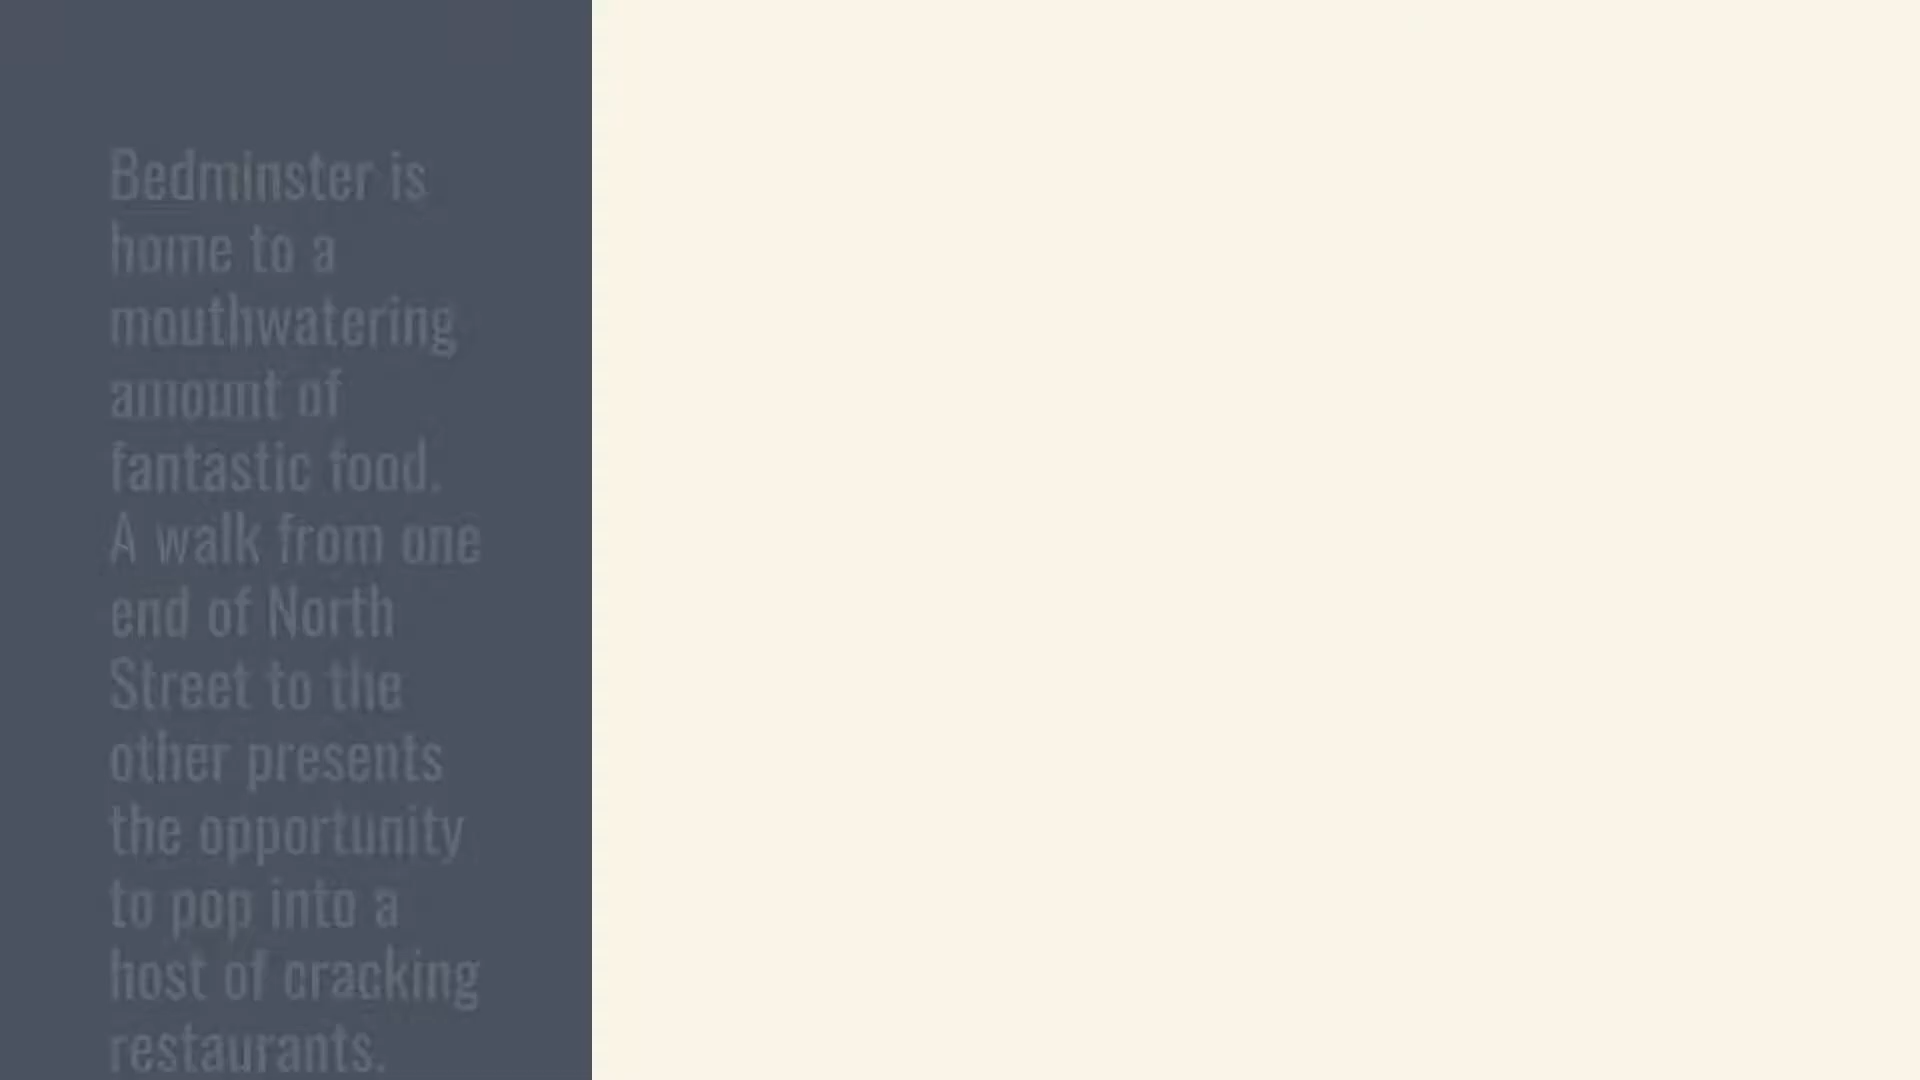 Bedminster is
home to a
mouthwatering
amount of
fantastic food.
A walk from one
end of North
Street to the
other presents
the opportunity
to pop into a
host of cracking
restaurants.